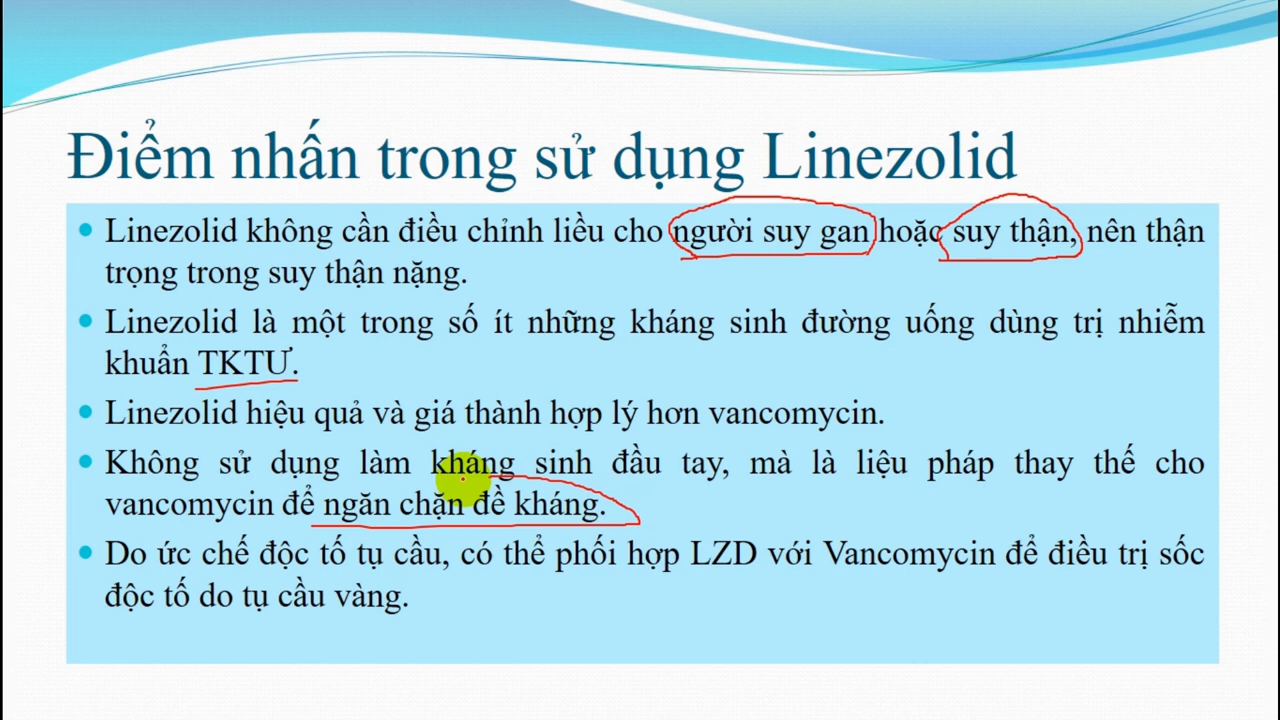 Điểm nhấn trong sử dụng Linezolid
Linezolid không cần điều chỉnh liều cho người suy gan hoặc suy thận, nên thận
trọng trong suy thận nặng.
Linezolid là một trong số ít những kháng sinh đường uống dùng trị nhiễm
khuẩn TKTƯ.
Linezolid hiệu quả và giá thành hợp lý hơn vancomycin.
Không sử dụng làm kháng sinh đầu tay, mà là liệu pháp thay thế cho
vancomycin để ngăn chặn đề kháng.
Do ức chế độc tố tụ cầu, có thể phối hợp LZD với Vancomycin để điều trị sốc
độc tố do tụ cầu vàng.